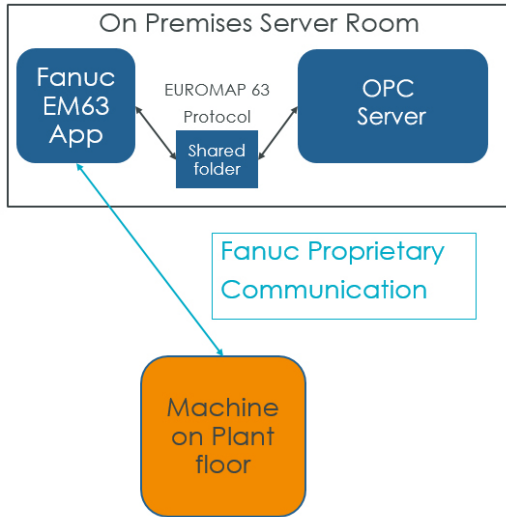 On Premises Server Room
Fanuc
EM63
App
EUROMAP 63
Protocol
Shared
folder
OPC
Server
Fanuc Proprietary
Communication
Machine
on Plant
floor